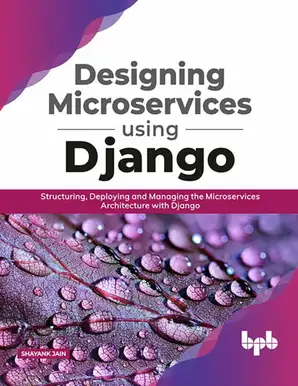 Designing
Microservices
using
Django
Structuring, Deploying and Managing the Microservices
Architecture with Django
SHAYANK JAIN
bpb